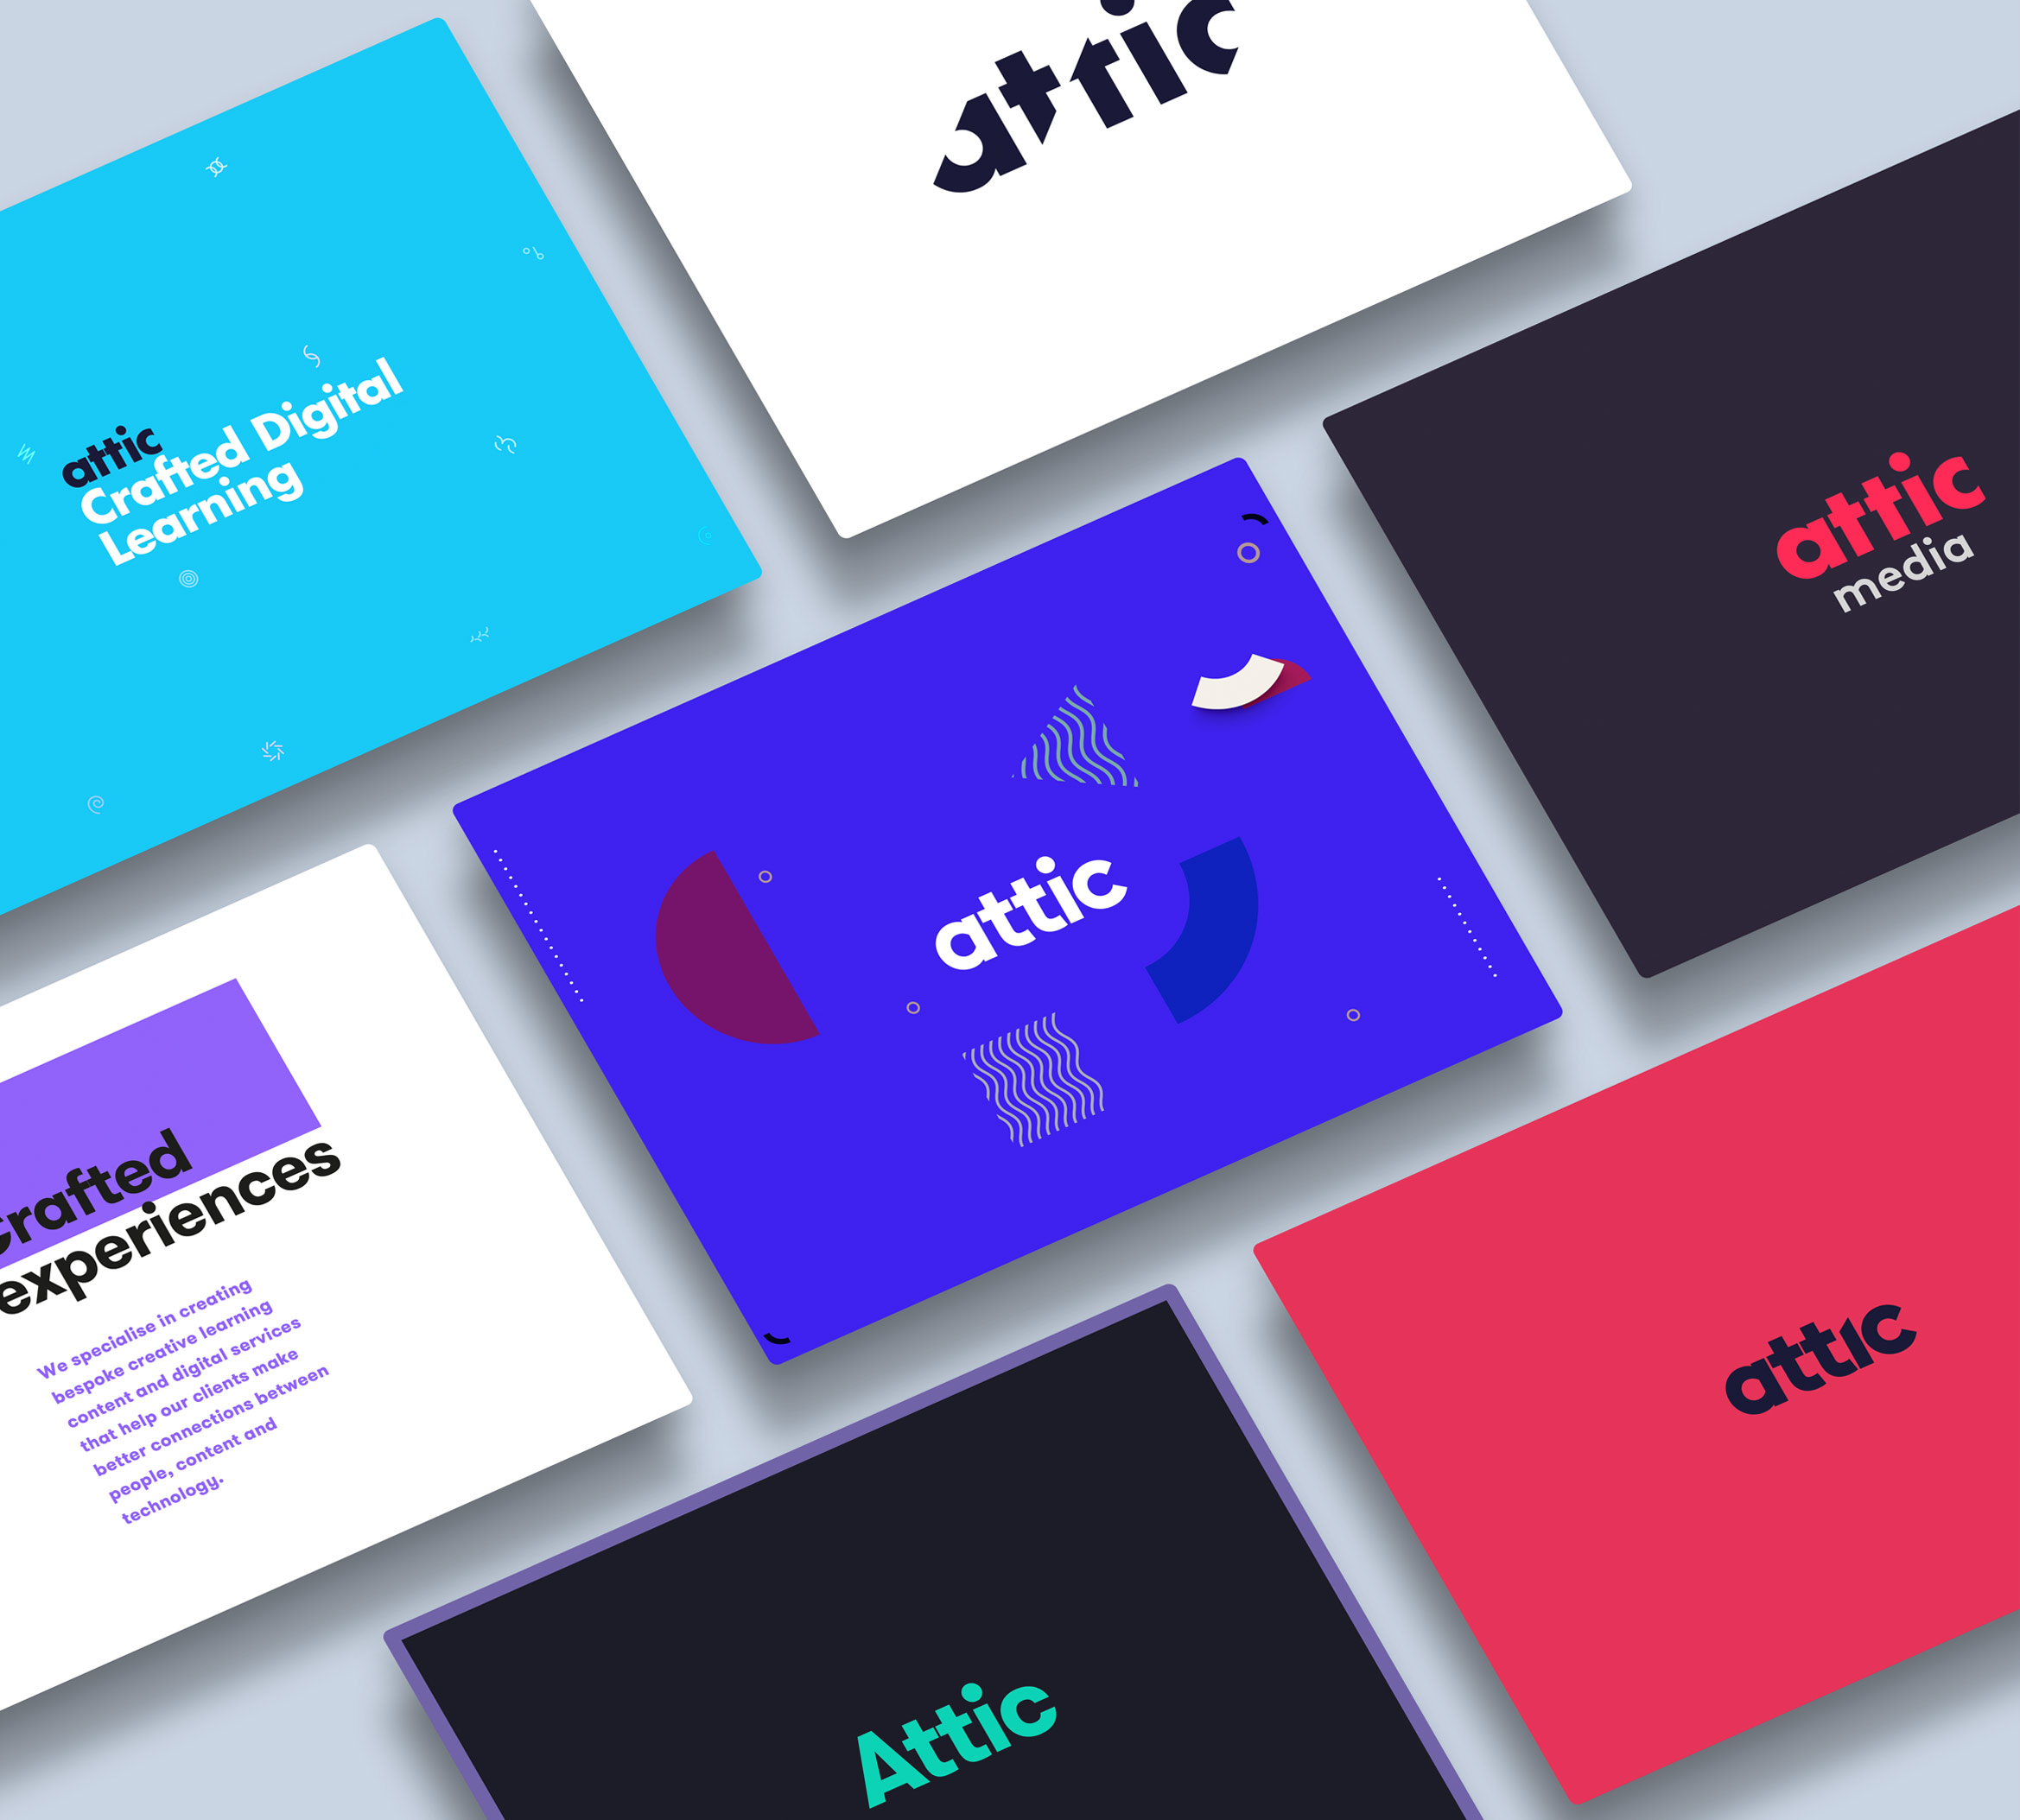 attic
attic
Crafted Digital
Learning
attic
media
attic
Crafted
experiences
We specialise in creating
bespoke creative learning
content and digital services
that help our clients make
better connections between
people, content and
technology.
attic
Attic